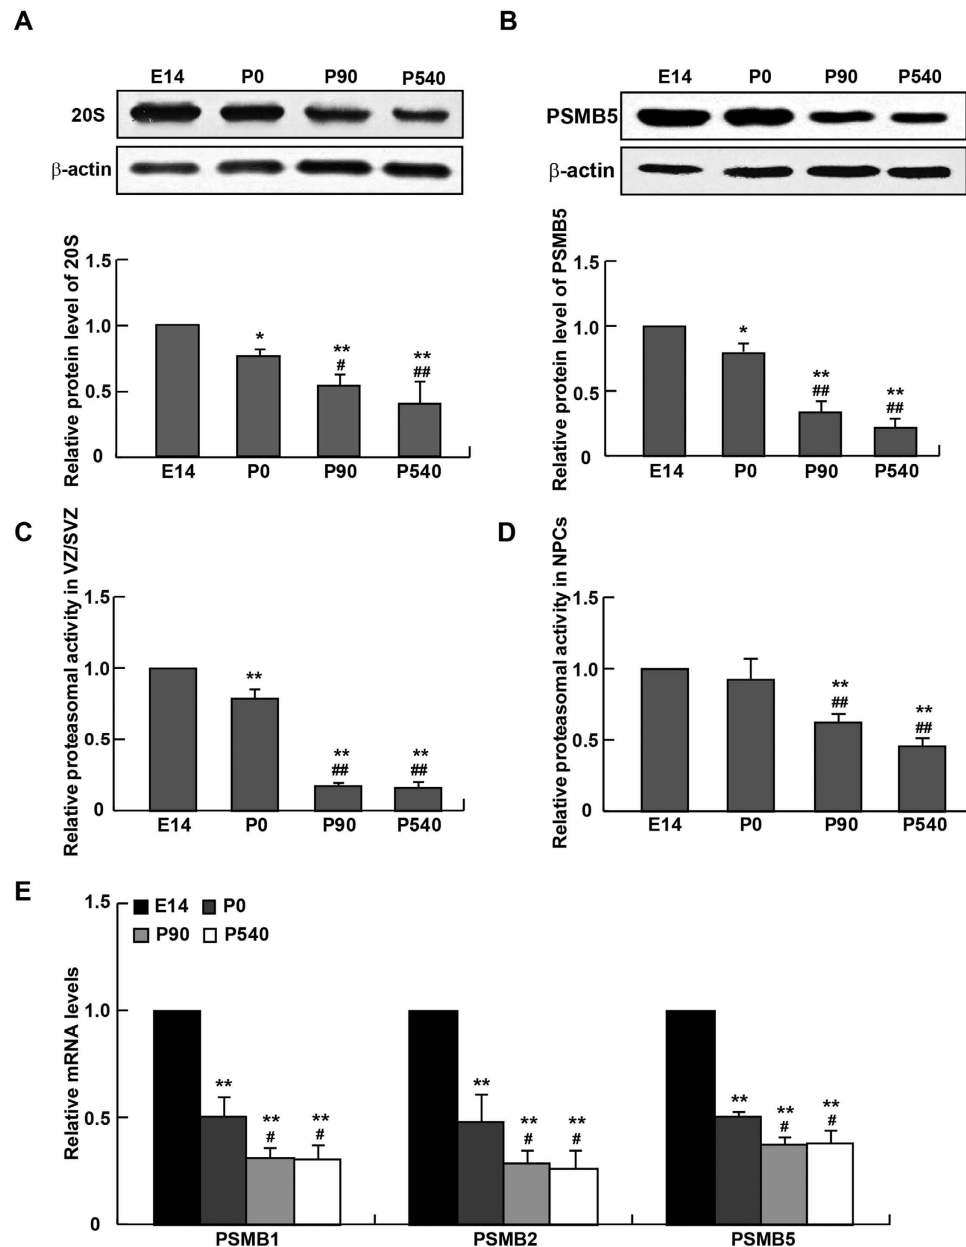 A
E14 P0 P90 P540
20S
β-actin
Relative protein level of 20S
1.5
1.0
0.5
0
*
**
#
**
##
E14 P0 P90 P540
B
E14 P0 P90 P540
PSMB5
β-actin
Relative protein level of PSMB5
1.5
1.0
0.5
0
*
**
##
**
##
E14 P0 P90 P540
C
Relative proteasomal activity in VZ/SVZ
1.5
1.0
0.5
0
**
**
##
**
##
E14 P0 P90 P540
D
Relative proteasomal activity in NPCs
1.5
1.0
0.5
0
**
##
**
##
E14 P0 P90 P540
E
Relative mRNA levels
1.5
1.0
0.5
0
E14 P0
P90 P540
**
**
#
**
#
**
**
#
**
#
**
**
#
**
#
PSMB1 PSMB2 PSMB5